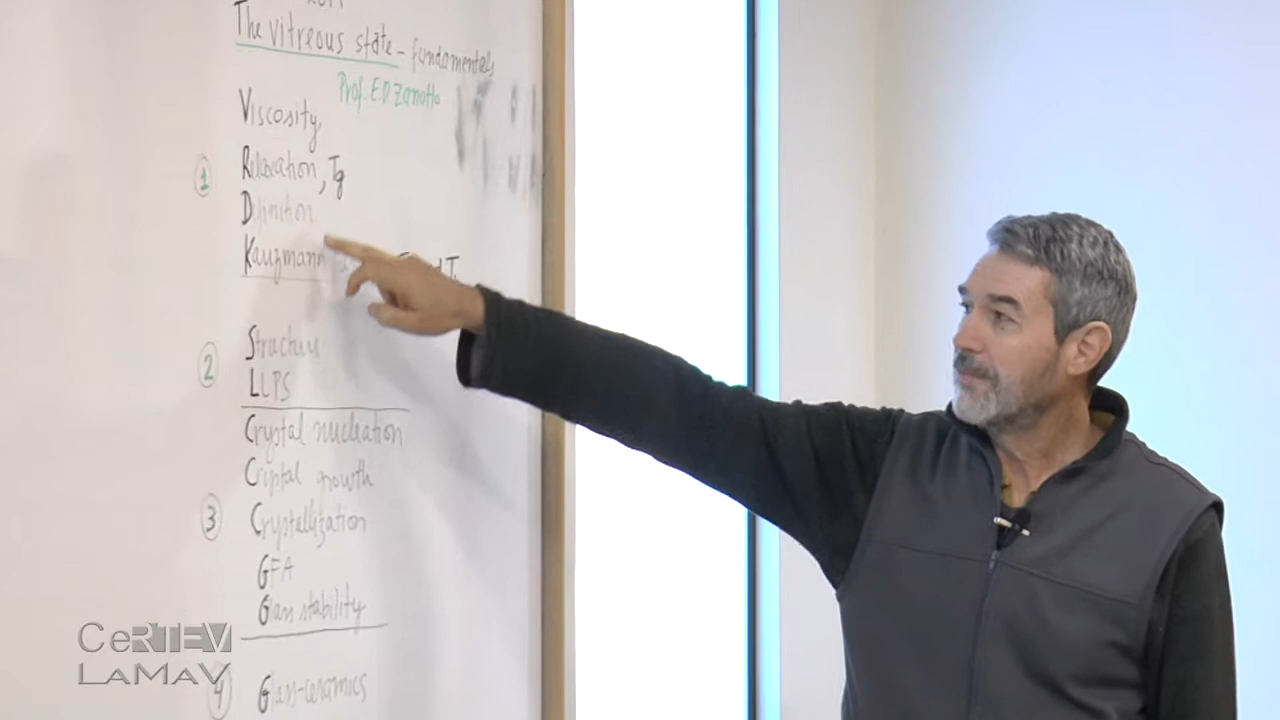 The vitreous state - fundamentals
Prof. E.D. Zanotto
Viscosity,
1 Relaxation, Tg
Definition
Kauzmann
2 Structure
LLPS
Crystal nucleation
Crystal growth
3 Crystallization
GFA
Glass stability
4 Glass-ceramics
CeRTEV
LaMaV